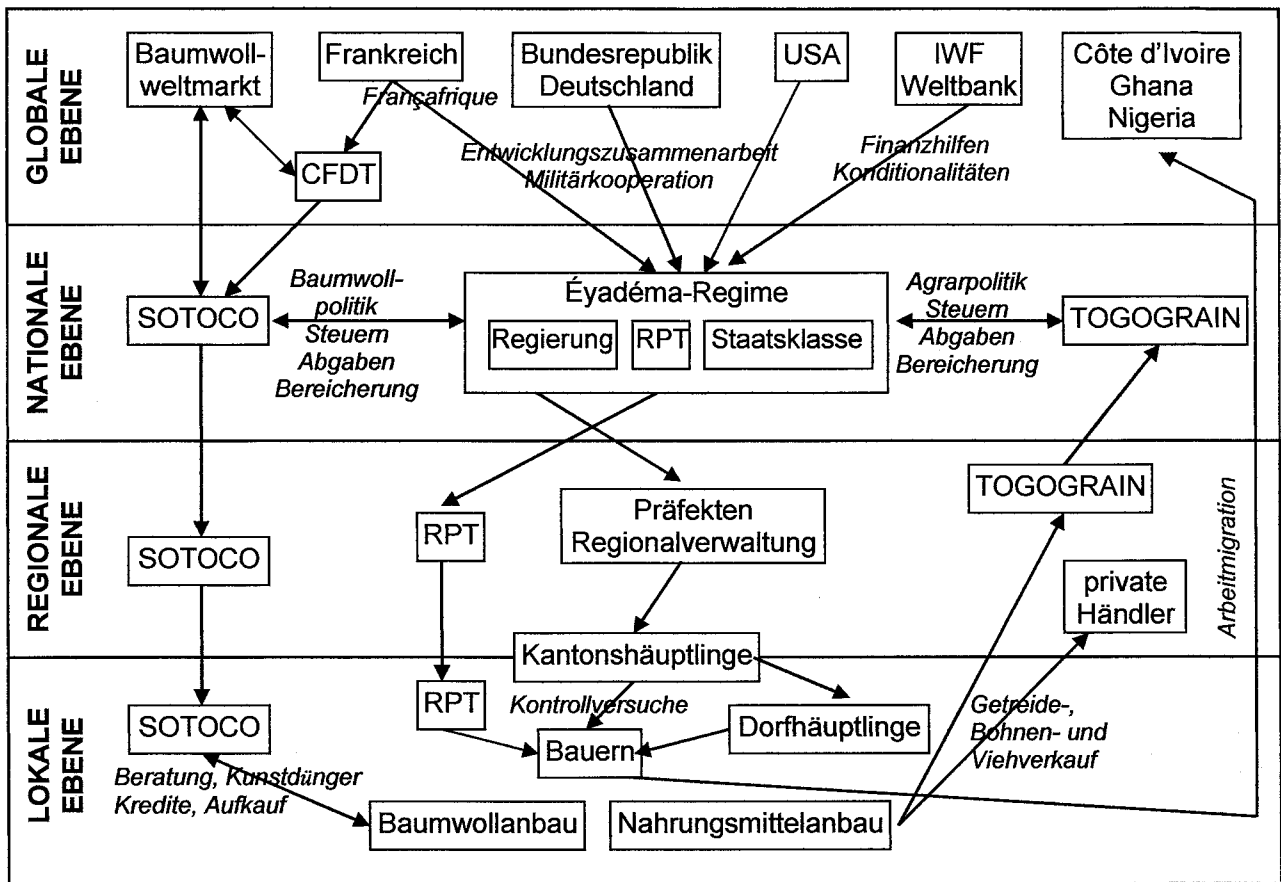 GLOBALE
EBENE
Baumwoll-
weltmarkt
Frankreich
Bundesrepublik
Deutschland
USA
IWF
Weltbank
Côte d'Ivoire
Ghana
Nigeria
Françafrique
CFDT
Entwicklungszusammenarbeit
Militärkooperation
Finanzhilfen
Konditionalitäten
NATIONALE
EBENE
SOTOCO
Baumwoll-
politik
Steuern
Abgaben
Bereicherung
Éyadéma-Regime
Regierung
RPT
Staatsklasse
Agrarpolitik
Steuern
Abgaben
Bereicherung
TOGOGRAIN
REGIONALE
EBENE
SOTOCO
RPT
Präfekten
Regionalverwaltung
TOGOGRAIN
private
Händler
Arbeitmigration
Kantonshäuptlinge
LOKALE
EBENE
SOTOCO
RPT
Kontrollversuche
Bauern
Dorfhäuptlinge
Getreide-,
Bohnen- und
Viehverkauf
Beratung, Kunstdünger
Kredite, Aufkauf
Baumwollanbau
Nahrungsmittelanbau